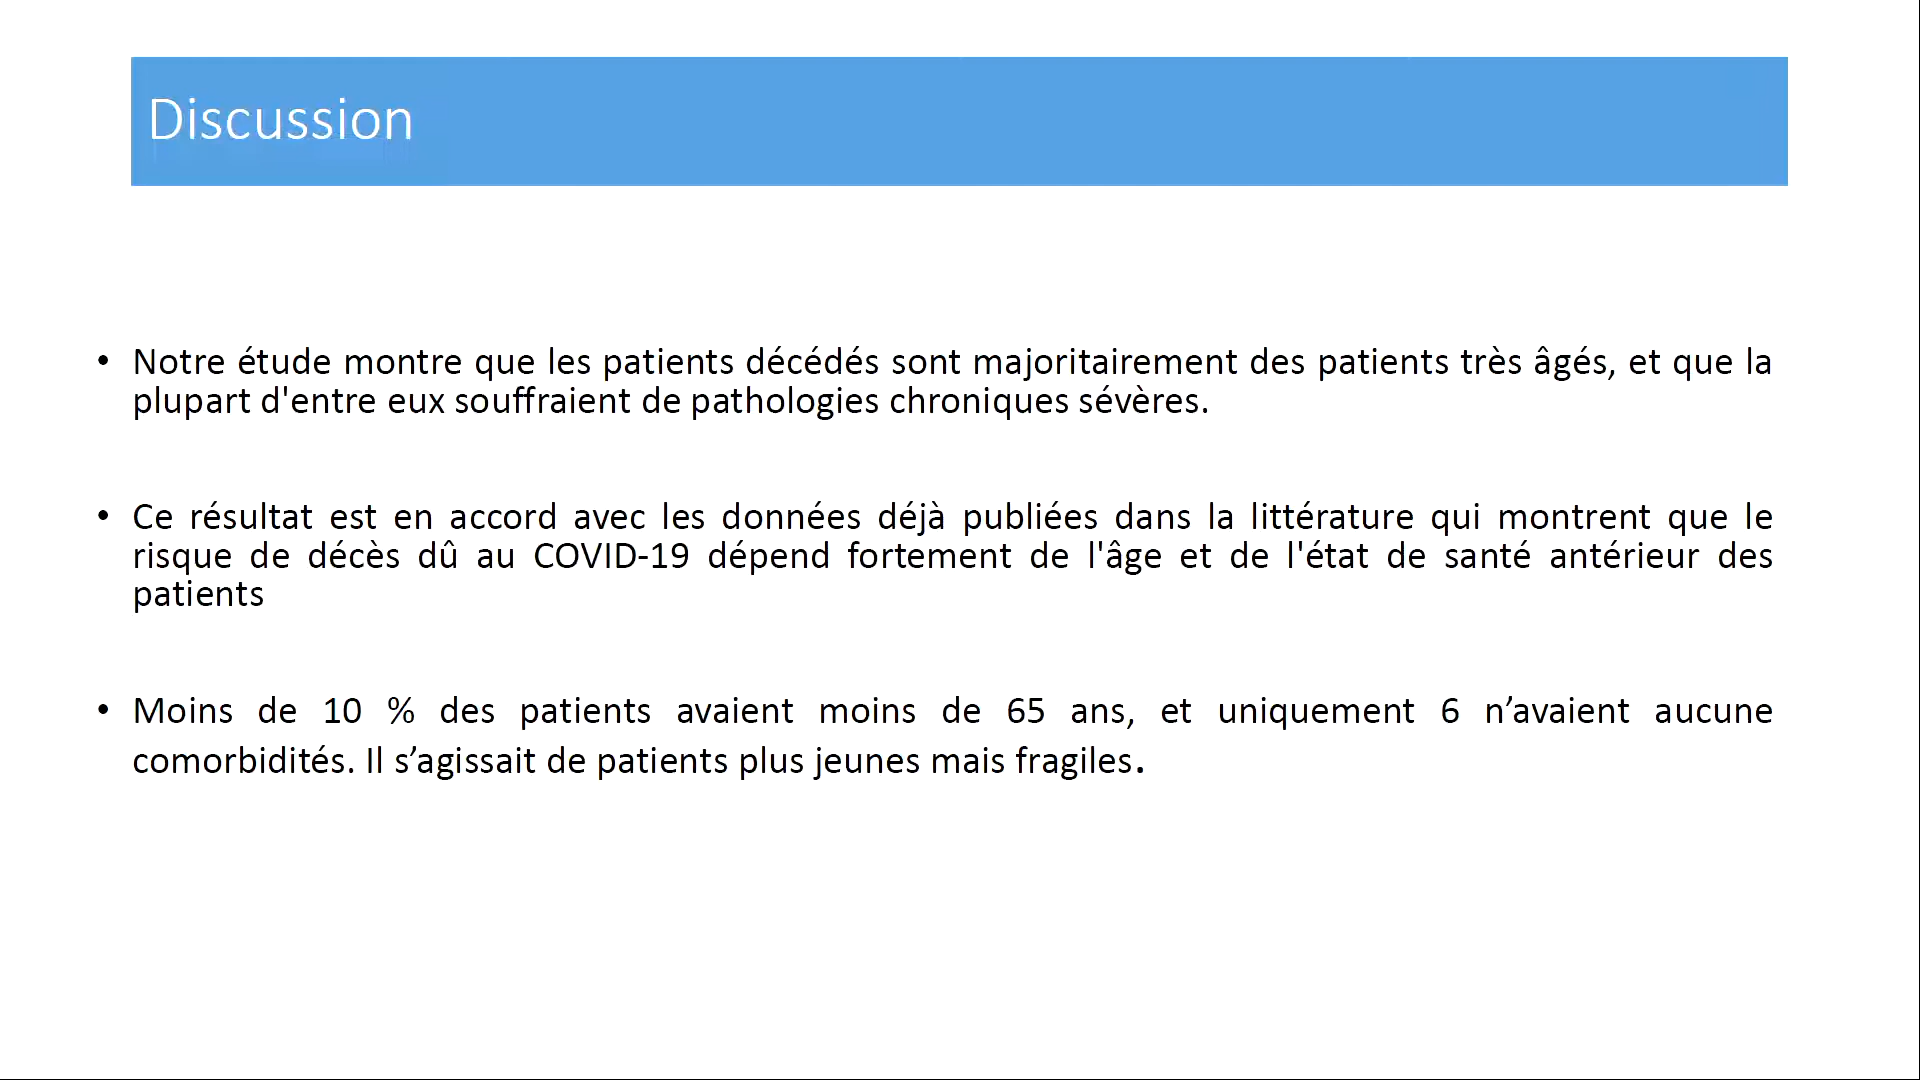 Discussion
• Notre étude montre que les patients décédés sont majoritairement des patients très âgés, et que la
plupart d'entre eux souffraient de pathologies chroniques sévères.
• Ce résultat est en accord avec les données déjà publiées dans la littérature qui montrent que le
risque de décès dû au COVID-19 dépend fortement de l'âge et de l'état de santé antérieur des
patients
• Moins de 10 % des patients avaient moins de 65 ans, et uniquement 6 n’avaient aucune
comorbidités. Il s’agissait de patients plus jeunes mais fragiles.